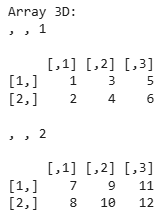 Array 3D:
, , 1
     [,1] [,2] [,3]
[1,]    1    3    5
[2,]    2    4    6
, , 2
     [,1] [,2] [,3]
[1,]    7    9   11
[2,]    8   10   12